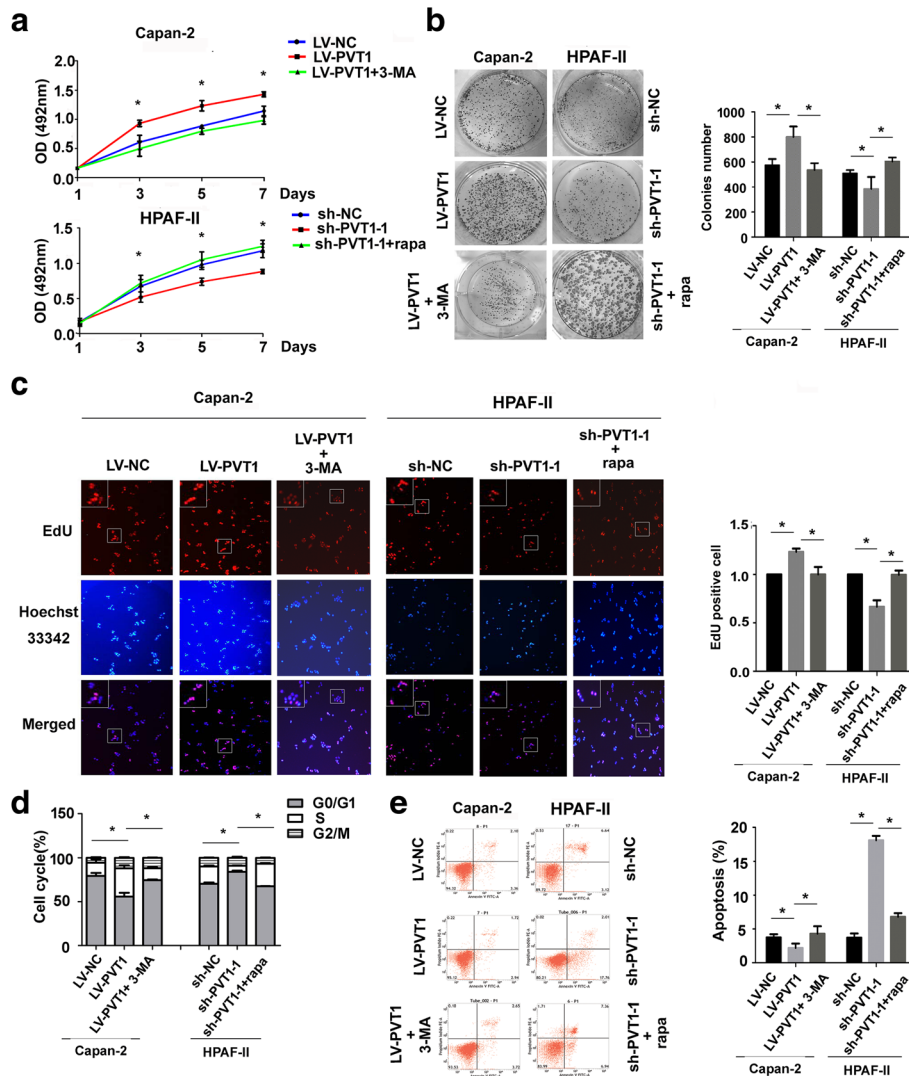 a
Capan-2
LV-NC
LV-PVT1
LV-PVT1+3-MA
OD (492nm)
2.0
1.5
1.0
0.5
0.0
1 3 5 7 Days
* * *
HPAF-II
sh-NC
sh-PVT1-1
sh-PVT1-1+rapa
OD (492nm)
1.5
1.0
0.5
0.0
1 3 5 7 Days
* * *
b
Capan-2 HPAF-II
LV-NC sh-NC
LV-PVT1 sh-PVT1-1
LV-PVT1 + 3-MA sh-PVT1-1 + rapa
Colonies number
1000
800
600
400
200
0
* * * *
LV-NC LV-PVT1 LV-PVT1+ 3-MA sh-NC sh-PVT1-1 sh-PVT1-1+rapa
Capan-2 HPAF-II
c
Capan-2 HPAF-II
LV-NC LV-PVT1 LV-PVT1 + 3-MA sh-NC sh-PVT1-1 sh-PVT1-1 + rapa
EdU
Hoechst
33342
Merged
EdU positive cell
1.5
1.0
0.5
0.0
* * * *
LV-NC LV-PVT1 LV-PVT1+ 3-MA sh-NC sh-PVT1-1 sh-PVT1-1+rapa
Capan-2 HPAF-II
d
G0/G1
S
G2/M
Cell cycle(%)
150
100
50
0
* * * *
LV-NC LV-PVT1 LV-PVT1+ 3-MA sh-NC sh-PVT1-1 sh-PVT1-1+rapa
Capan-2 HPAF-II
e
Capan-2 HPAF-II
LV-NC sh-NC
LV-PVT1 sh-PVT1-1
LV-PVT1 + 3-MA sh-PVT1-1 + rapa
Apoptosis (%)
20
15
10
5
0
* * * *
LV-NC LV-PVT1 LV-PVT1+ 3-MA sh-NC sh-PVT1-1 sh-PVT1-1+rapa
Capan-2 HPAF-II